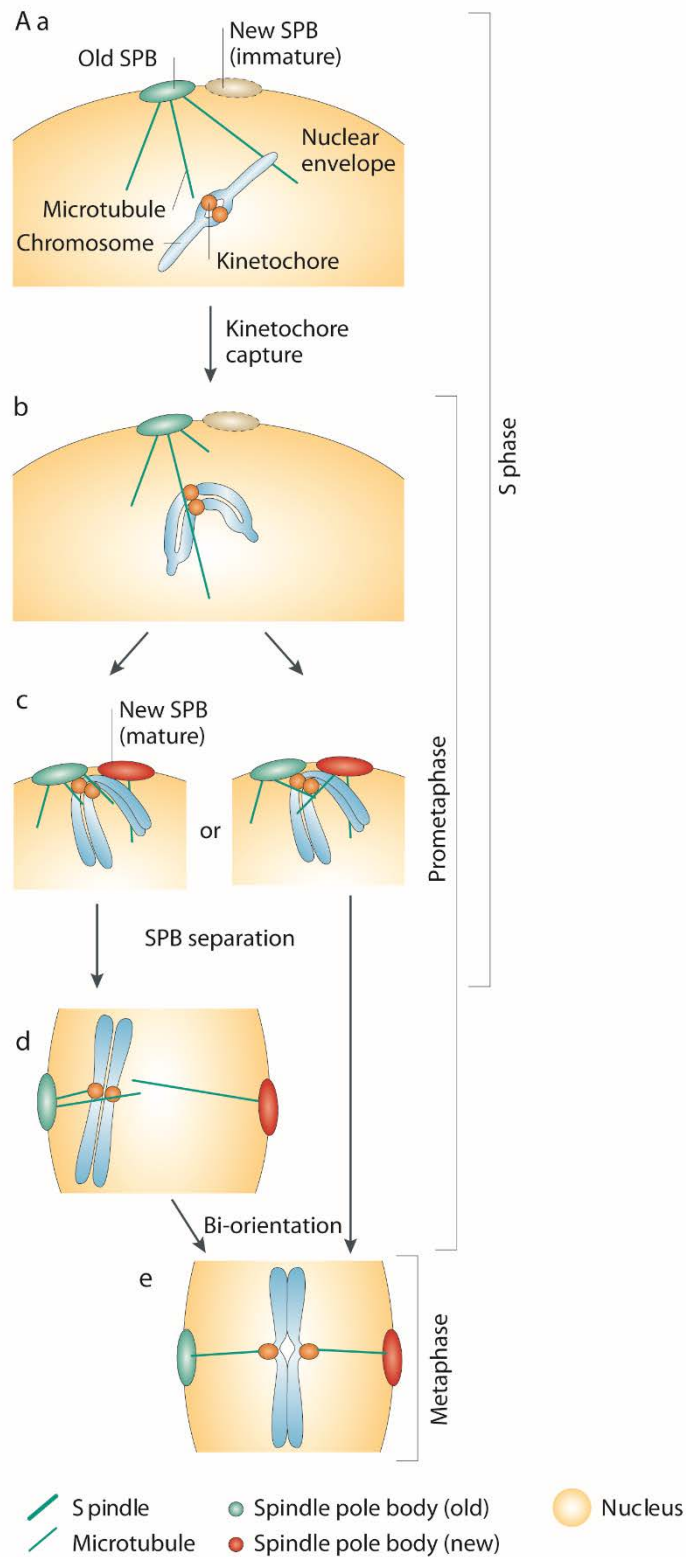 A a
New SPB
(immature)
Old SPB
Nuclear
envelope
Microtubule
Chromosome
Kinetochore
Kinetochore
capture
b
S phase
c
New SPB
(mature)
or
Prometaphase
SPB separation
d
Bi-orientation
e
Metaphase
S pindle
Spindle pole body (old)
Nucleus
Microtubule
Spindle pole body (new)